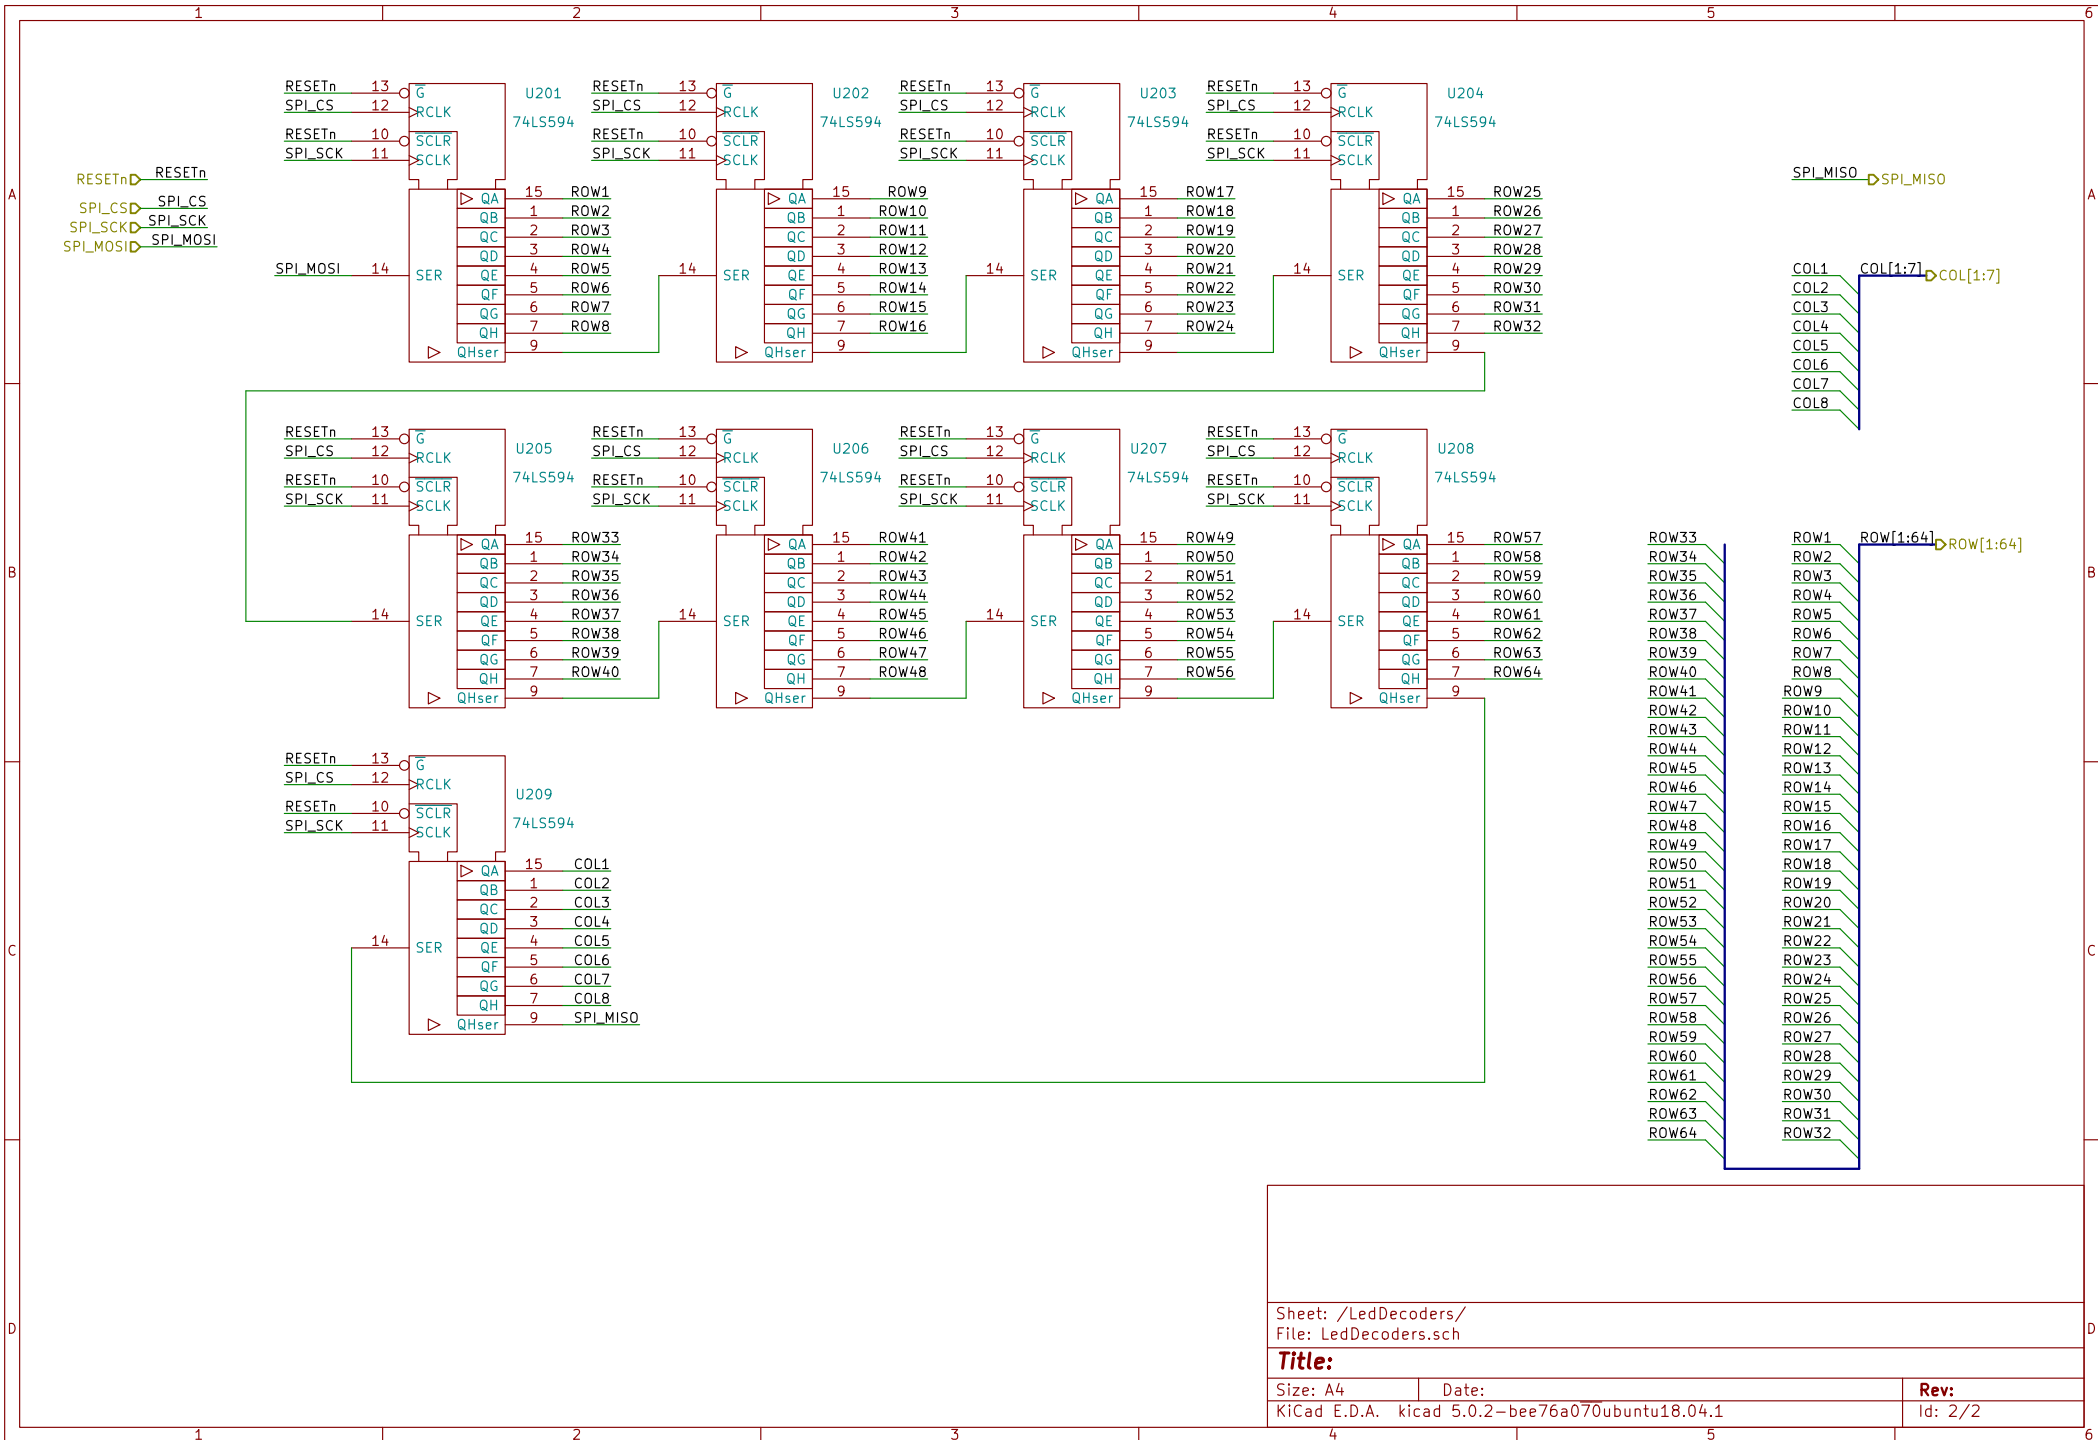 1 2 3 4 5 6
A
B
C
D
RESETn RESETn
SPI_CS SPI_CS
SPI_SCK SPI_SCK
SPI_MOSI SPI_MOSI
U201
74LS594
RESETn 13 G
SPI_CS 12 RCLK
RESETn 10 SCLR
SPI_SCK 11 SCLK
QA 15 ROW1
QB 1 ROW2
QC 2 ROW3
QD 3 ROW4
SPI_MOSI 14 SER QE 4 ROW5
QF 5 ROW6
QG 6 ROW7
QH 7 ROW8
QHser 9
U202
74LS594
RESETn 13 G
SPI_CS 12 RCLK
RESETn 10 SCLR
SPI_SCK 11 SCLK
QA 15 ROW9
QB 1 ROW10
QC 2 ROW11
QD 3 ROW12
14 SER QE 4 ROW13
QF 5 ROW14
QG 6 ROW15
QH 7 ROW16
QHser 9
U203
74LS594
RESETn 13 G
SPI_CS 12 RCLK
RESETn 10 SCLR
SPI_SCK 11 SCLK
QA 15 ROW17
QB 1 ROW18
QC 2 ROW19
QD 3 ROW20
14 SER QE 4 ROW21
QF 5 ROW22
QG 6 ROW23
QH 7 ROW24
QHser 9
U204
74LS594
RESETn 13 G
SPI_CS 12 RCLK
RESETn 10 SCLR
SPI_SCK 11 SCLK
QA 15 ROW25
QB 1 ROW26
QC 2 ROW27
QD 3 ROW28
14 SER QE 4 ROW29
QF 5 ROW30
QG 6 ROW31
QH 7 ROW32
QHser 9
SPI_MISO SPI_MISO
COL1 COL[1:7] COL[1:7]
COL2
COL3
COL4
COL5
COL6
COL7
COL8
U205
74LS594
RESETn 13 G
SPI_CS 12 RCLK
RESETn 10 SCLR
SPI_SCK 11 SCLK
QA 15 ROW33
QB 1 ROW34
QC 2 ROW35
QD 3 ROW36
14 SER QE 4 ROW37
QF 5 ROW38
QG 6 ROW39
QH 7 ROW40
QHser 9
U206
74LS594
RESETn 13 G
SPI_CS 12 RCLK
RESETn 10 SCLR
SPI_SCK 11 SCLK
QA 15 ROW41
QB 1 ROW42
QC 2 ROW43
QD 3 ROW44
14 SER QE 4 ROW45
QF 5 ROW46
QG 6 ROW47
QH 7 ROW48
QHser 9
U207
74LS594
RESETn 13 G
SPI_CS 12 RCLK
RESETn 10 SCLR
SPI_SCK 11 SCLK
QA 15 ROW49
QB 1 ROW50
QC 2 ROW51
QD 3 ROW52
14 SER QE 4 ROW53
QF 5 ROW54
QG 6 ROW55
QH 7 ROW56
QHser 9
U208
74LS594
RESETn 13 G
SPI_CS 12 RCLK
RESETn 10 SCLR
SPI_SCK 11 SCLK
QA 15 ROW57
QB 1 ROW58
QC 2 ROW59
QD 3 ROW60
14 SER QE 4 ROW61
QF 5 ROW62
QG 6 ROW63
QH 7 ROW64
QHser 9
U209
74LS594
RESETn 13 G
SPI_CS 12 RCLK
RESETn 10 SCLR
SPI_SCK 11 SCLK
QA 15 COL1
QB 1 COL2
QC 2 COL3
QD 3 COL4
14 SER QE 4 COL5
QF 5 COL6
QG 6 COL7
QH 7 COL8
QHser 9 SPI_MISO
ROW33 ROW1 ROW[1:64] ROW[1:64]
ROW34 ROW2
ROW35 ROW3
ROW36 ROW4
ROW37 ROW5
ROW38 ROW6
ROW39 ROW7
ROW40 ROW8
ROW41 ROW9
ROW42 ROW10
ROW43 ROW11
ROW44 ROW12
ROW45 ROW13
ROW46 ROW14
ROW47 ROW15
ROW48 ROW16
ROW49 ROW17
ROW50 ROW18
ROW51 ROW19
ROW52 ROW20
ROW53 ROW21
ROW54 ROW22
ROW55 ROW23
ROW56 ROW24
ROW57 ROW25
ROW58 ROW26
ROW59 ROW27
ROW60 ROW28
ROW61 ROW29
ROW62 ROW30
ROW63 ROW31
ROW64 ROW32
A
B
C
D
Sheet: /LedDecoders/
File: LedDecoders.sch
Title:
Size: A4 Date: Rev:
KiCad E.D.A. kicad 5.0.2-bee76a070ubuntu18.04.1 Id: 2/2
1 2 3 4 5 6